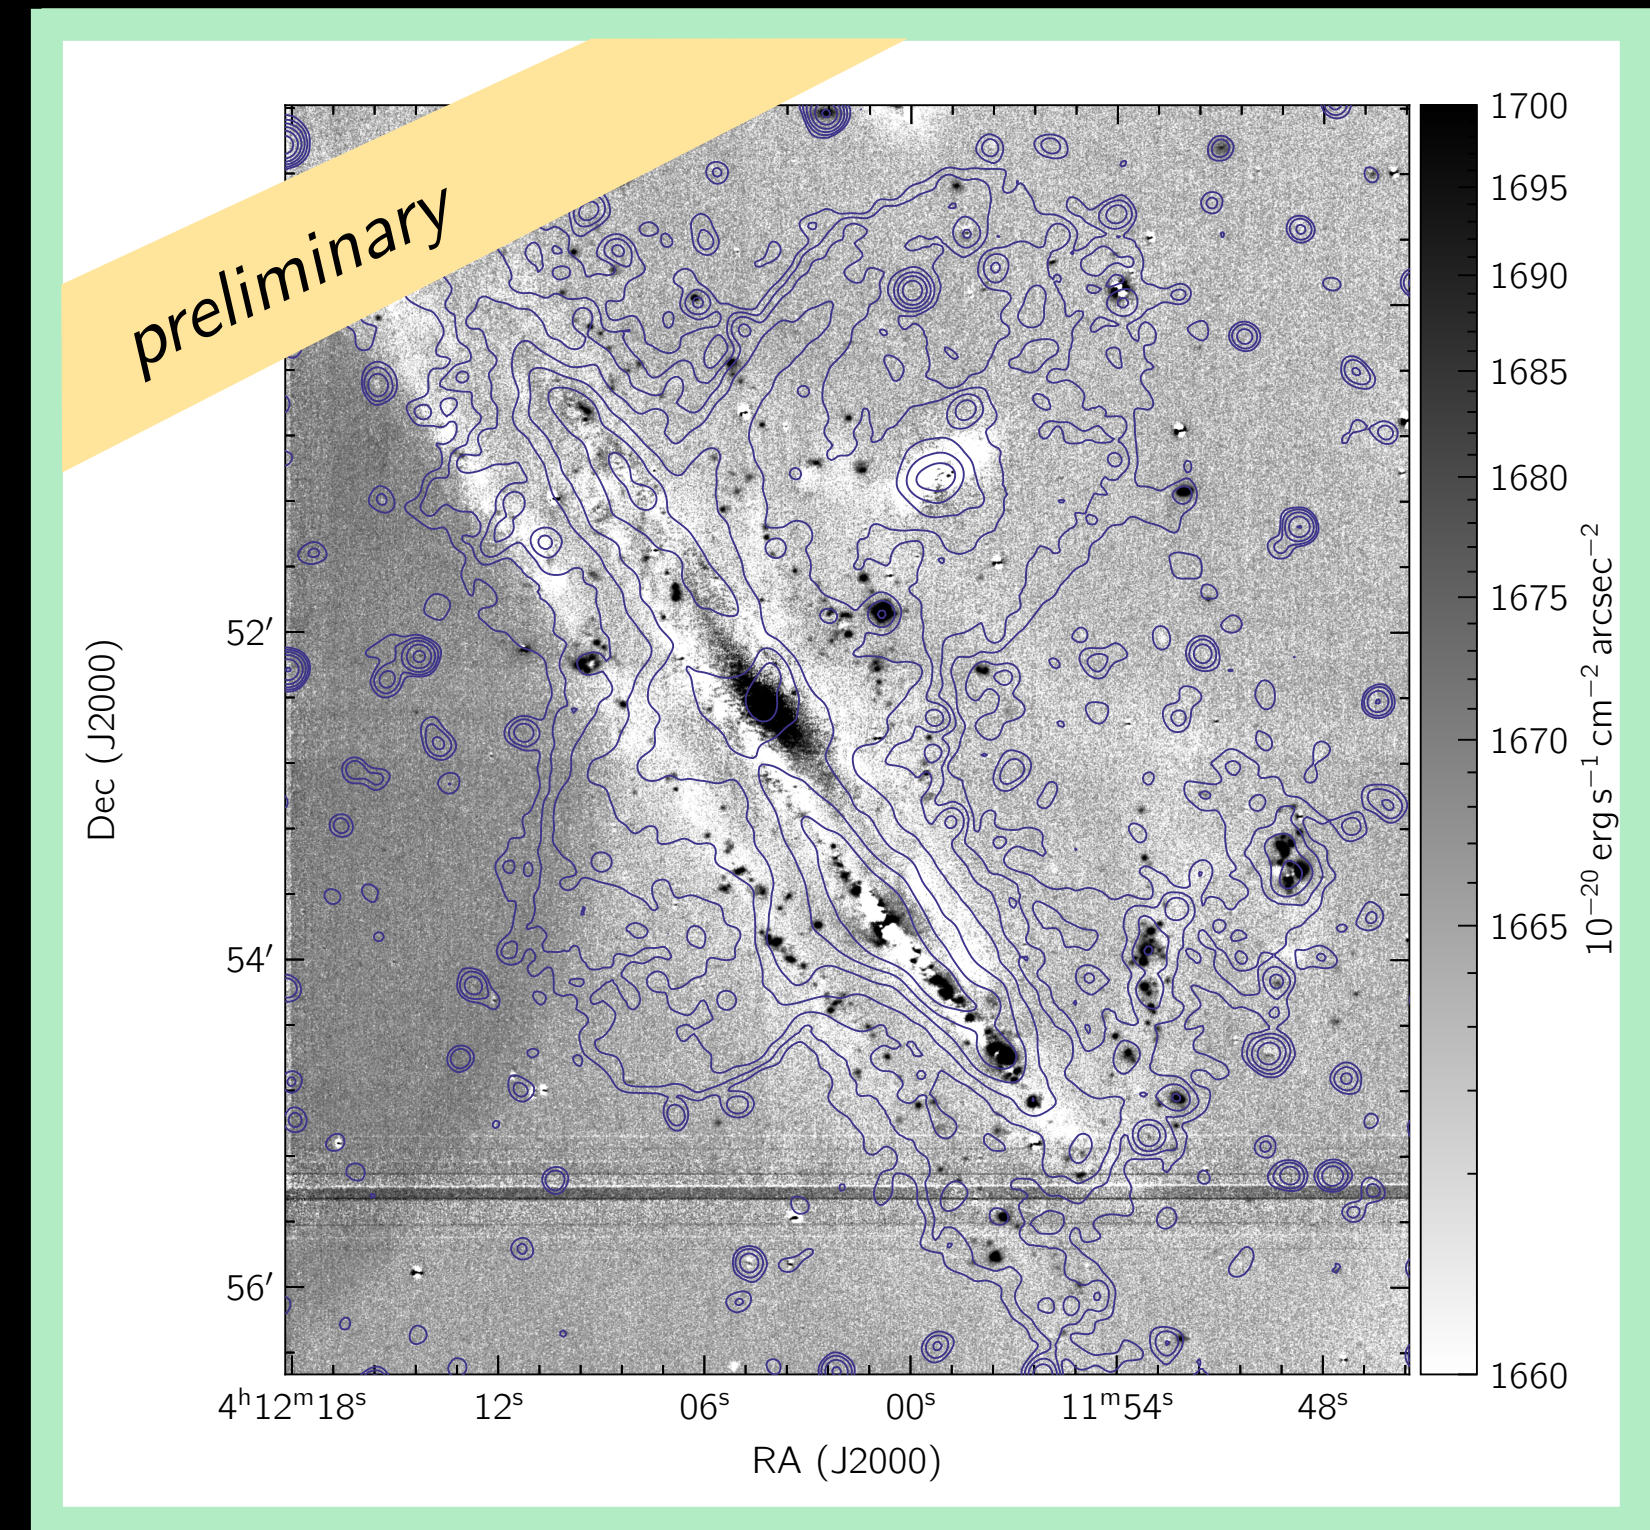 preliminary
1700
1695
1690
1685
1680
1675
1670
1665
1660
10⁻²⁰ erg s⁻¹ cm⁻² arcsec⁻²
Dec (J2000)
52′
54′
56′
4ʰ12ᵐ18ˢ 12ˢ 06ˢ 00ˢ 11ᵐ54ˢ 48ˢ
RA (J2000)